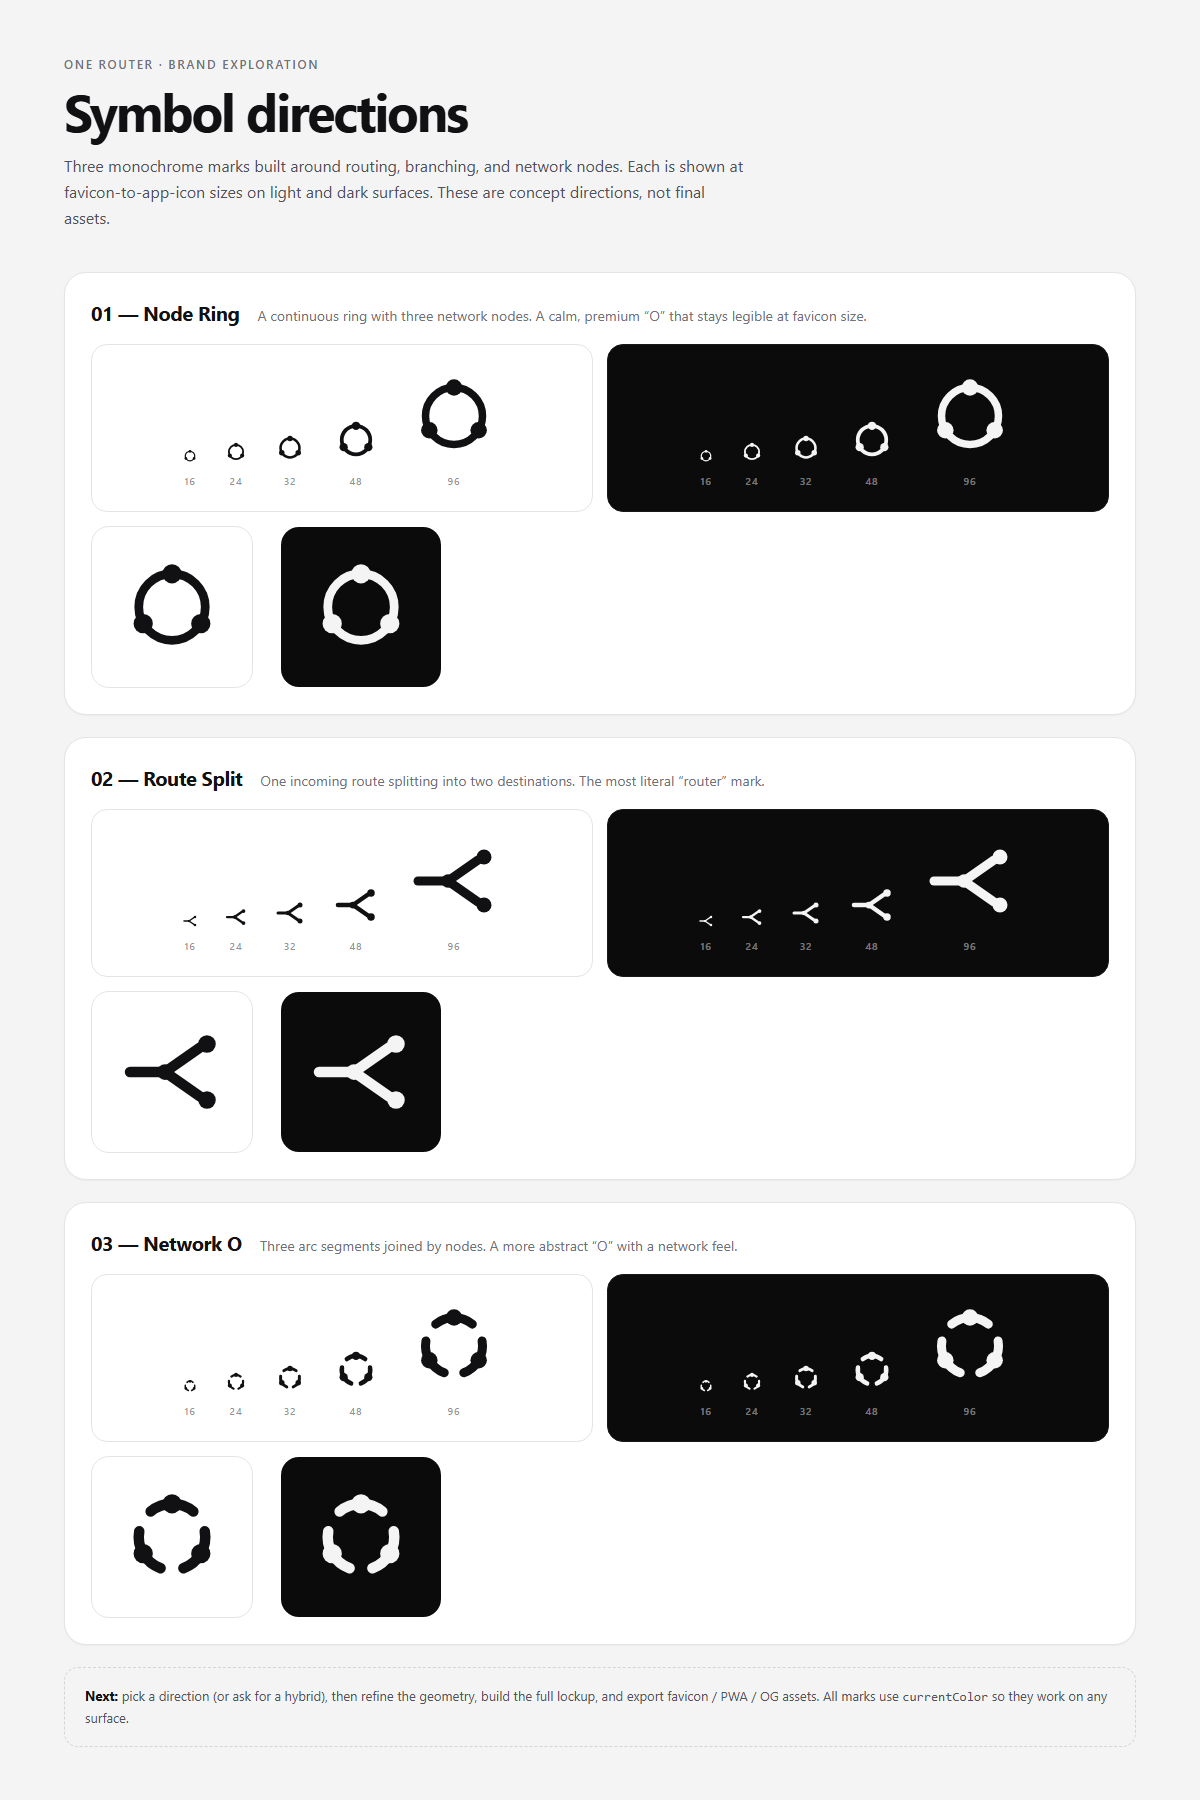 ONE ROUTER · BRAND EXPLORATION
Symbol directions
Three monochrome marks built around routing, branching, and network nodes. Each is shown at
favicon-to-app-icon sizes on light and dark surfaces. These are concept directions, not final
assets.
01 — Node Ring A continuous ring with three network nodes. A calm, premium “O” that stays legible at favicon size.
16 24 32 48 96 16 24 32 48 96
02 — Route Split One incoming route splitting into two destinations. The most literal “router” mark.
16 24 32 48 96 16 24 32 48 96
03 — Network O Three arc segments joined by nodes. A more abstract “O” with a network feel.
16 24 32 48 96 16 24 32 48 96
Next: pick a direction (or ask for a hybrid), then refine the geometry, build the full lockup, and export favicon / PWA / OG assets. All marks use currentColor so they work on any
surface.